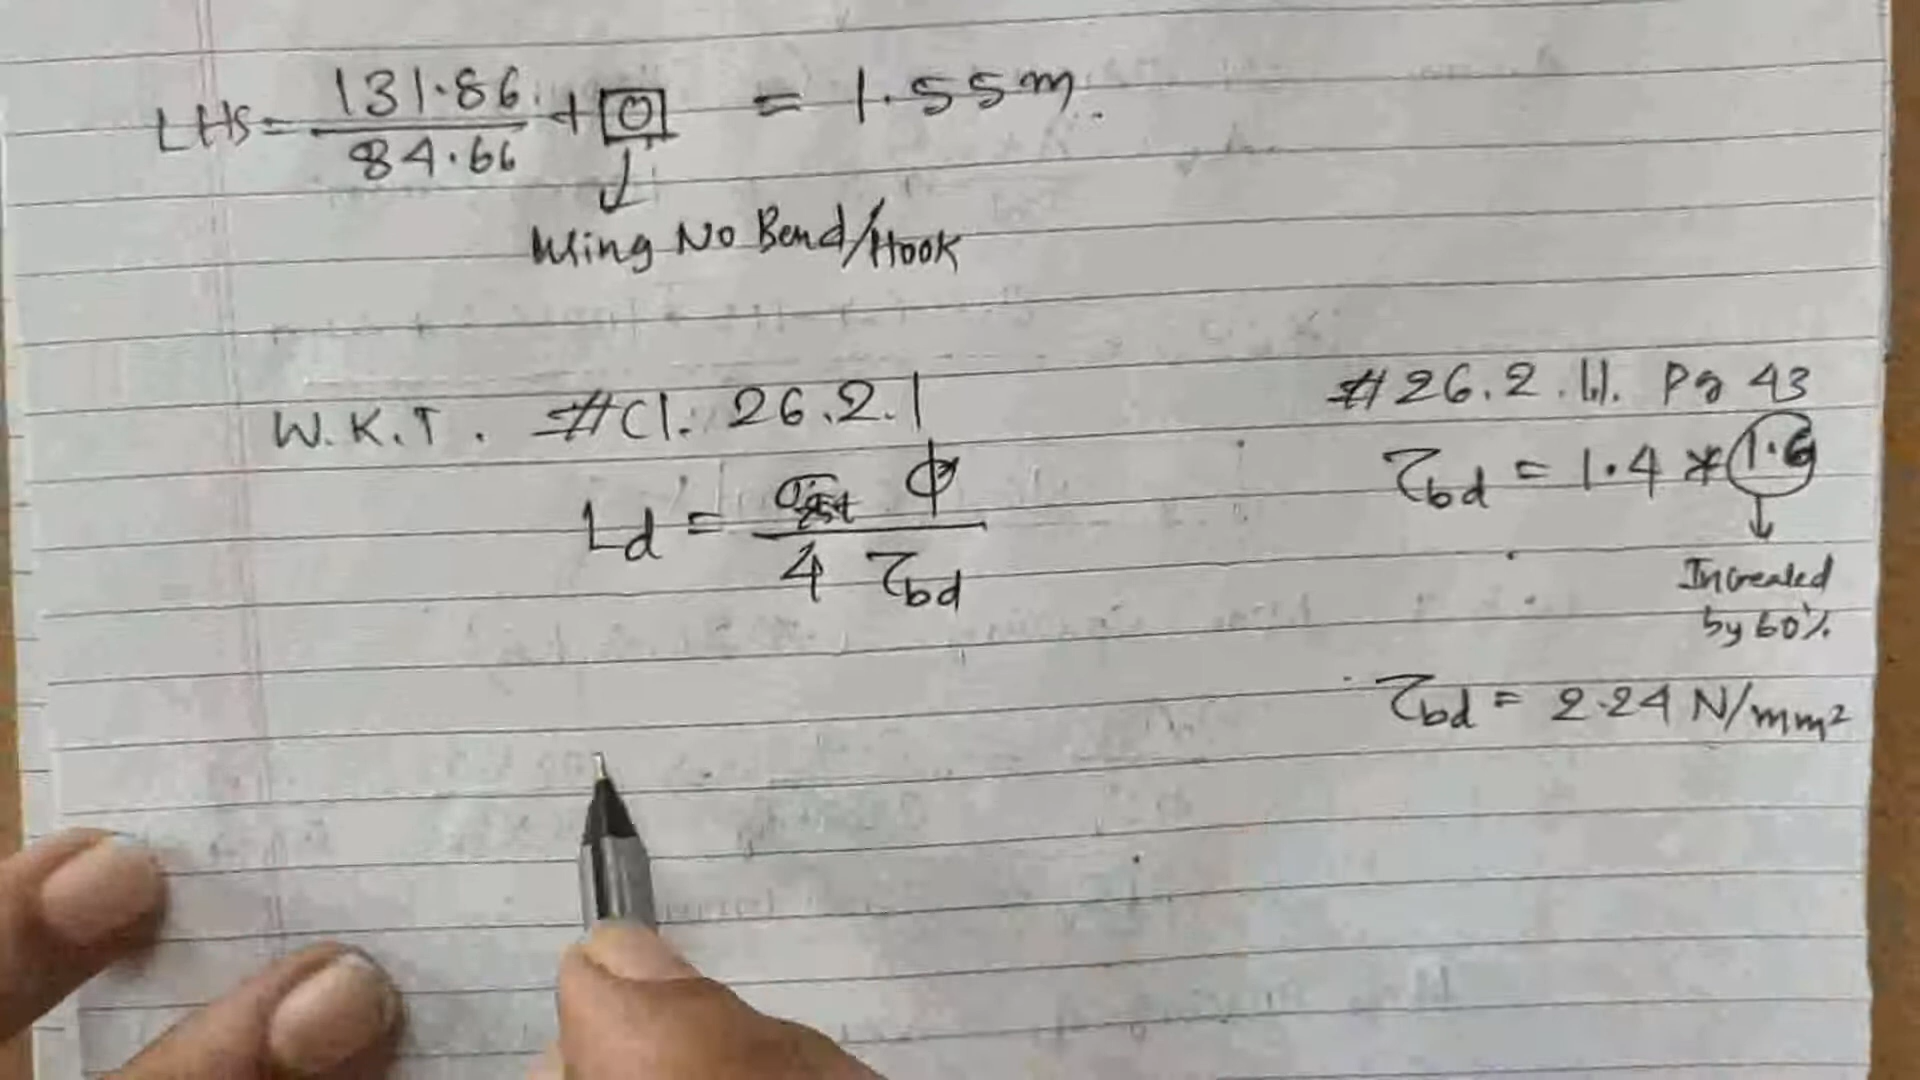 LHS = 131.86 / 84.66 + 0 = 1.55m.
↓
Using No Bend/Hook
W.K.T. #Cl. 26.2.1
Ld = σst ϕ / 4 τbd
#26.2.1.1. Pg 43
τbd = 1.4 * 1.6
↓
Increased
by 60%
τbd = 2.24 N/mm²